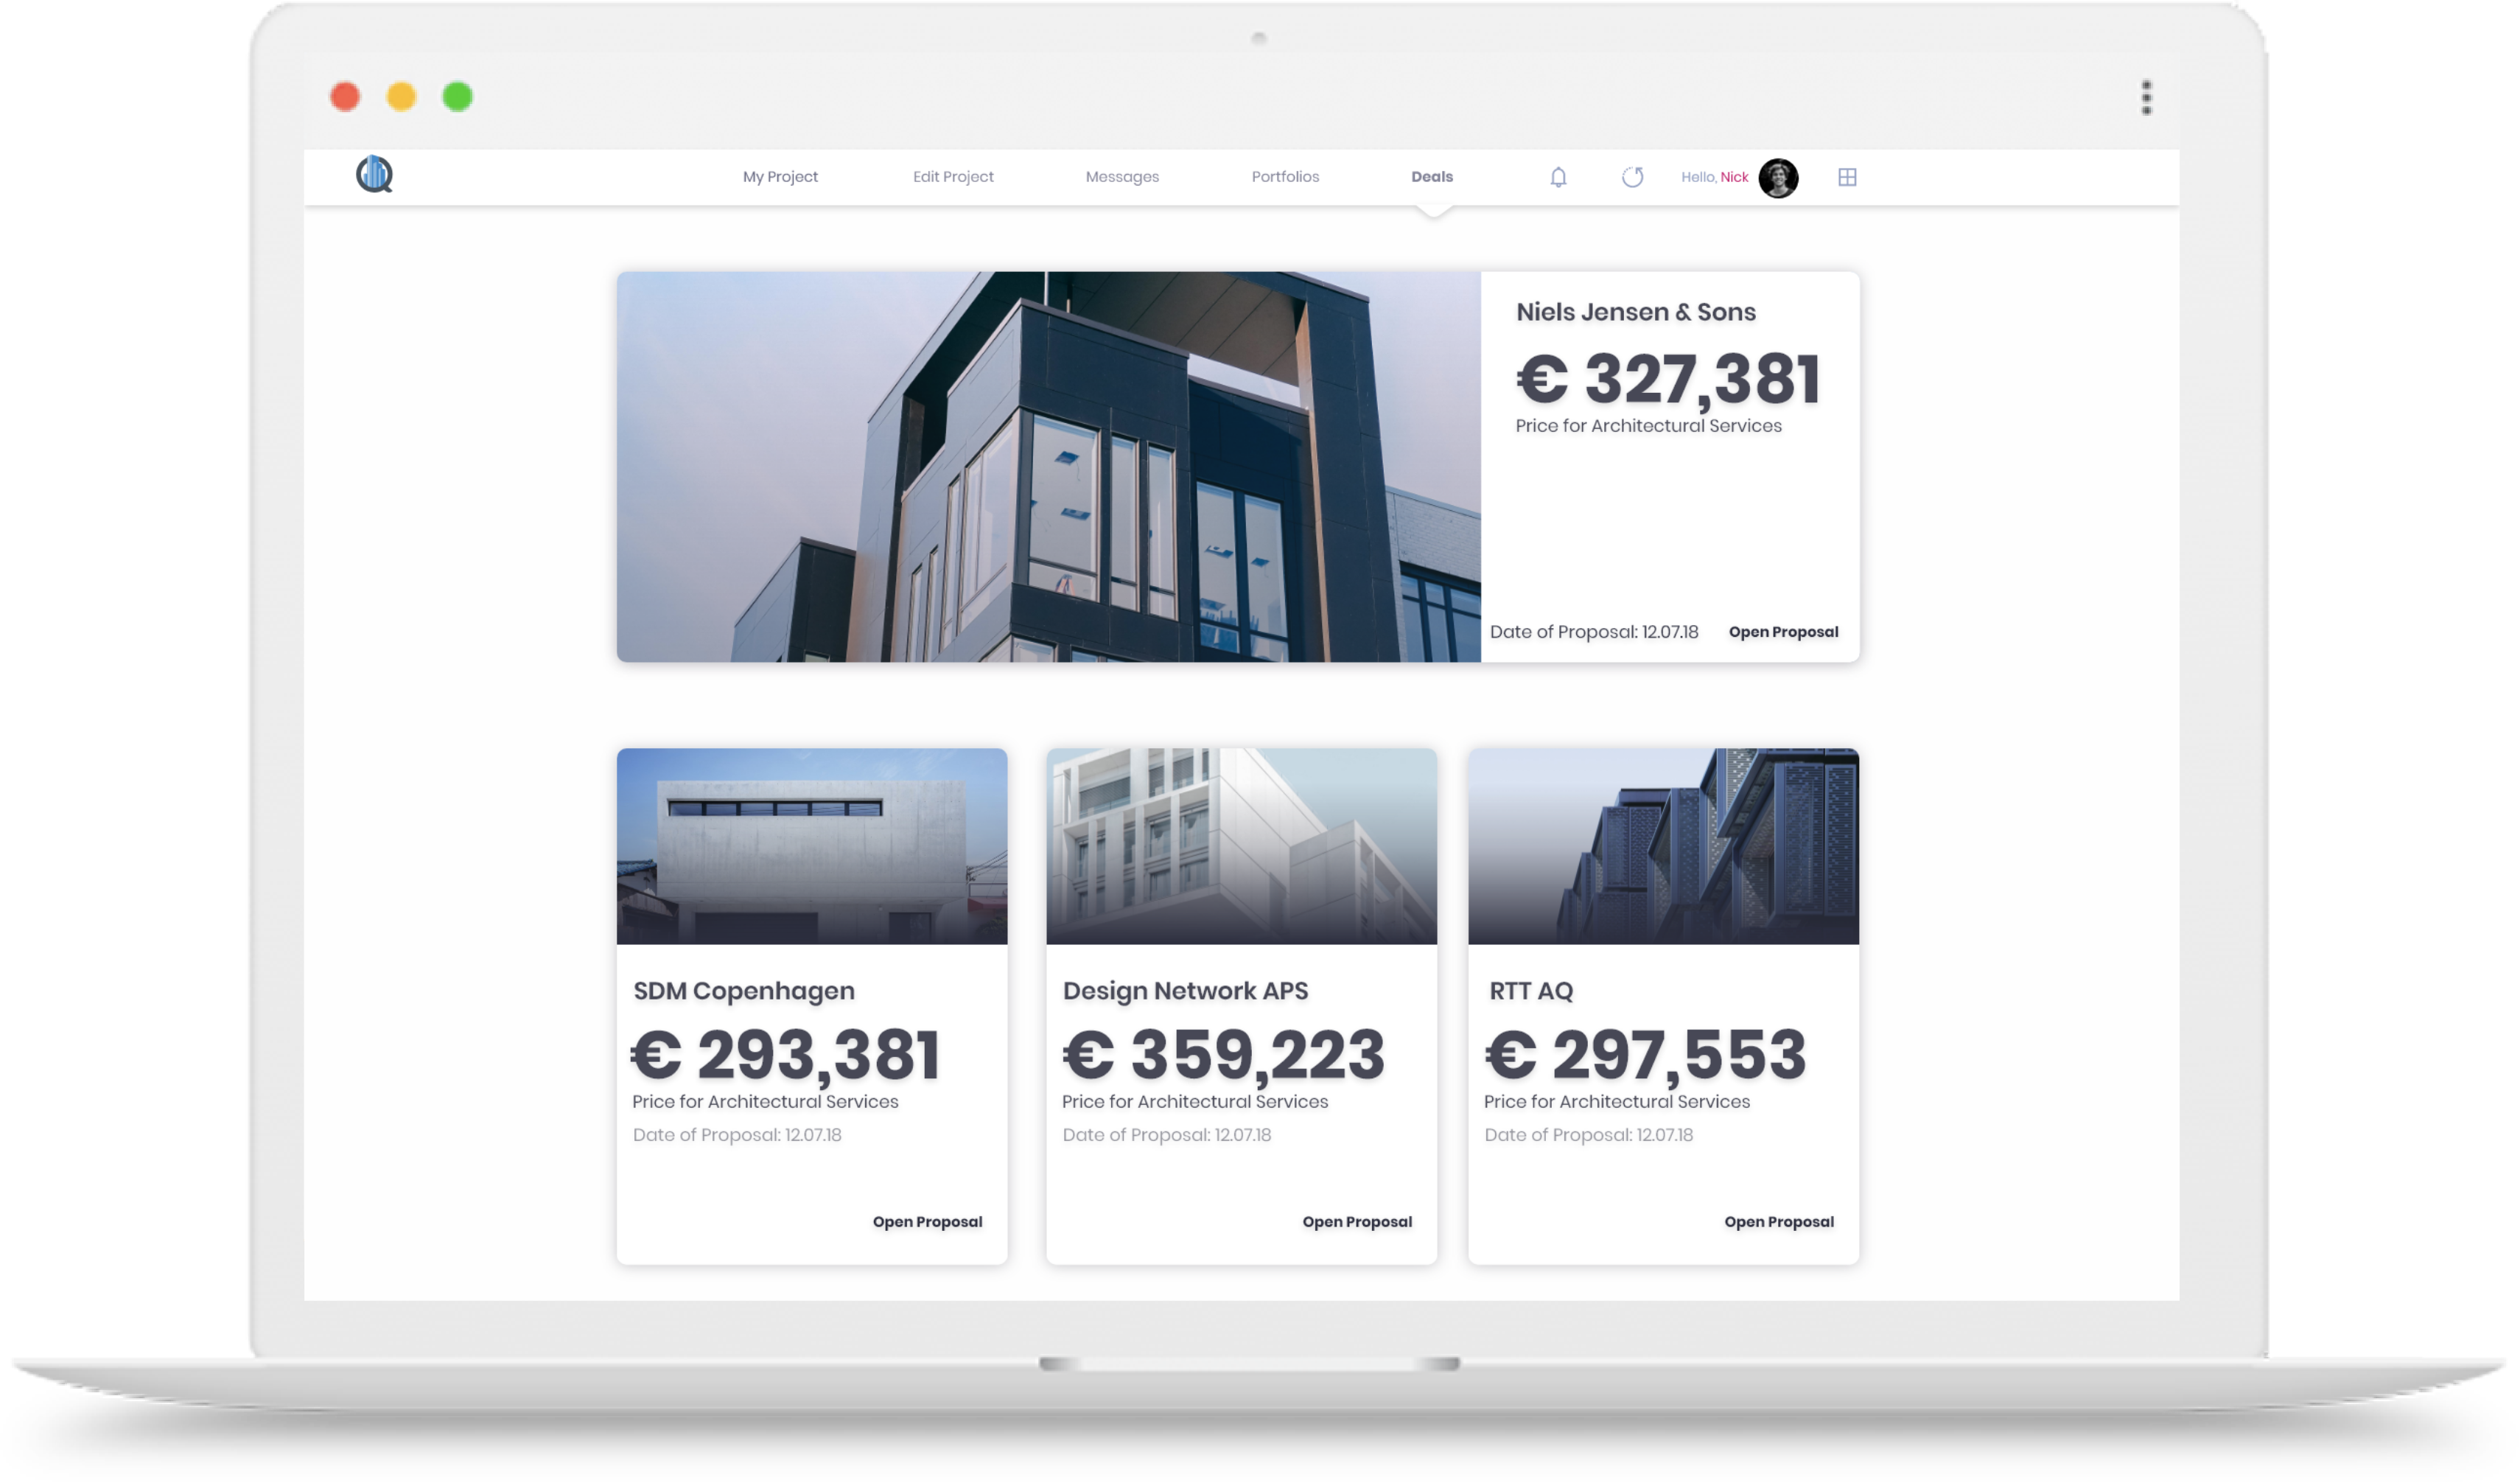 My Project
Edit Project
Messages
Portfolios
Deals
Hello, Nick
Niels Jensen & Sons
€ 327,381
Price for Architectural Services
Date of Proposal: 12.07.18
Open Proposal
SDM Copenhagen
€ 293,381
Price for Architectural Services
Date of Proposal: 12.07.18
Open Proposal
Design Network APS
€ 359,223
Price for Architectural Services
Date of Proposal: 12.07.18
Open Proposal
RTT AQ
€ 297,553
Price for Architectural Services
Date of Proposal: 12.07.18
Open Proposal